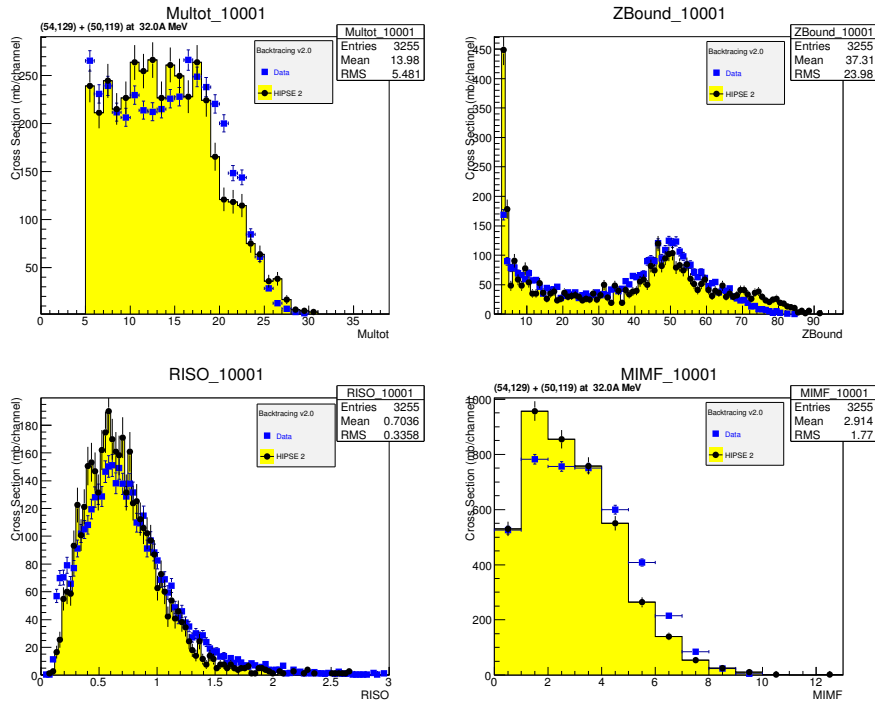 Multot_10001
(54,129) + (50,119) at 32.0A MeV
Multot_10001
Entries 3255
Mean 13.98
RMS 5.481
Backtracing v2.0
Data
HIPSE 2
Cross Section (mb/channel)
250
200
150
100
50
0 5 10 15 20 25 30 35
Multot
ZBound_10001
ZBound_10001
Entries 3255
Mean 37.31
RMS 23.98
Backtracing v2.0
Data
HIPSE 2
Cross Section (mb/channel)
450
400
350
300
250
200
150
100
50
0
10 20 30 40 50 60 70 80 90
ZBound
RISO_10001
RISO_10001
Entries 3255
Mean 0.7036
RMS 0.3358
Backtracing v2.0
Data
HIPSE 2
Cross Section (mb/channel)
180
160
140
120
100
80
60
40
20
0
0 0.5 1 1.5 2 2.5 3
RISO
MIMF_10001
(54,129) + (50,119) at 32.0A MeV
MIMF_10001
Entries 3255
Mean 2.914
RMS 1.77
Backtracing v2.0
Data
HIPSE 2
Cross Section (mb/channel)
1000
800
600
400
200
0
0 2 4 6 8 10 12
MIMF